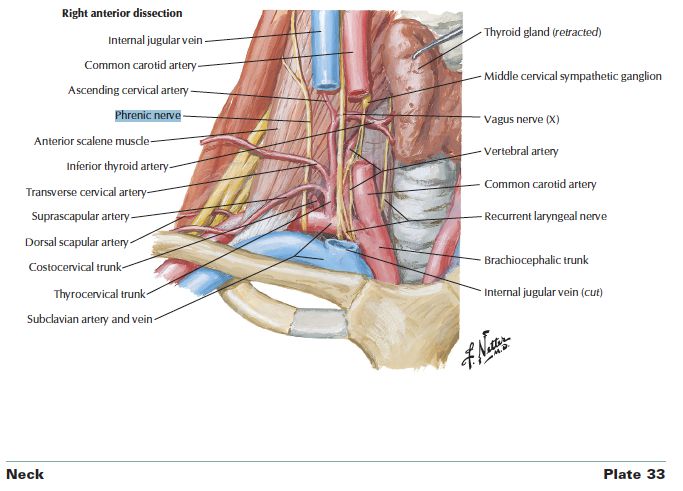 Right anterior dissection
Internal jugular vein
Common carotid artery
Ascending cervical artery
Phrenic nerve
Anterior scalene muscle
Inferior thyroid artery
Transverse cervical artery
Suprascapular artery
Dorsal scapular artery
Costocervical trunk
Thyrocervical trunk
Subclavian artery and vein
Thyroid gland (retracted)
Middle cervical sympathetic ganglion
Vagus nerve (X)
Vertebral artery
Common carotid artery
Recurrent laryngeal nerve
Brachiocephalic trunk
Internal jugular vein (cut)
F. Netter
M.D.
Neck
Plate 33